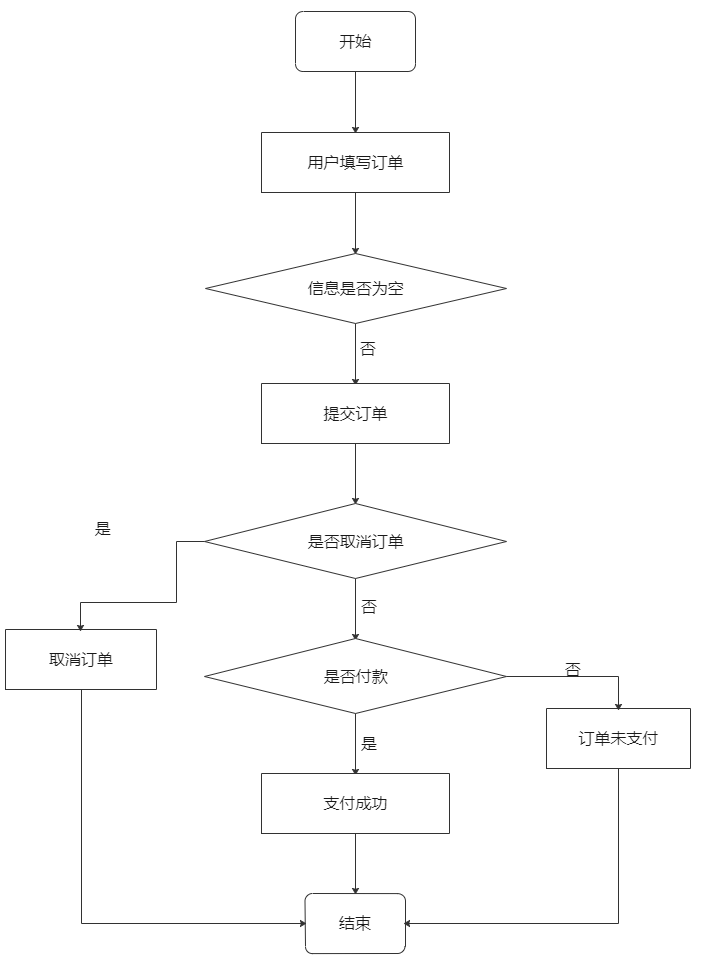 开始
用户填写订单
信息是否为空
否
提交订单
是
是否取消订单
否
取消订单
是否付款
否
订单未支付
是
支付成功
结束